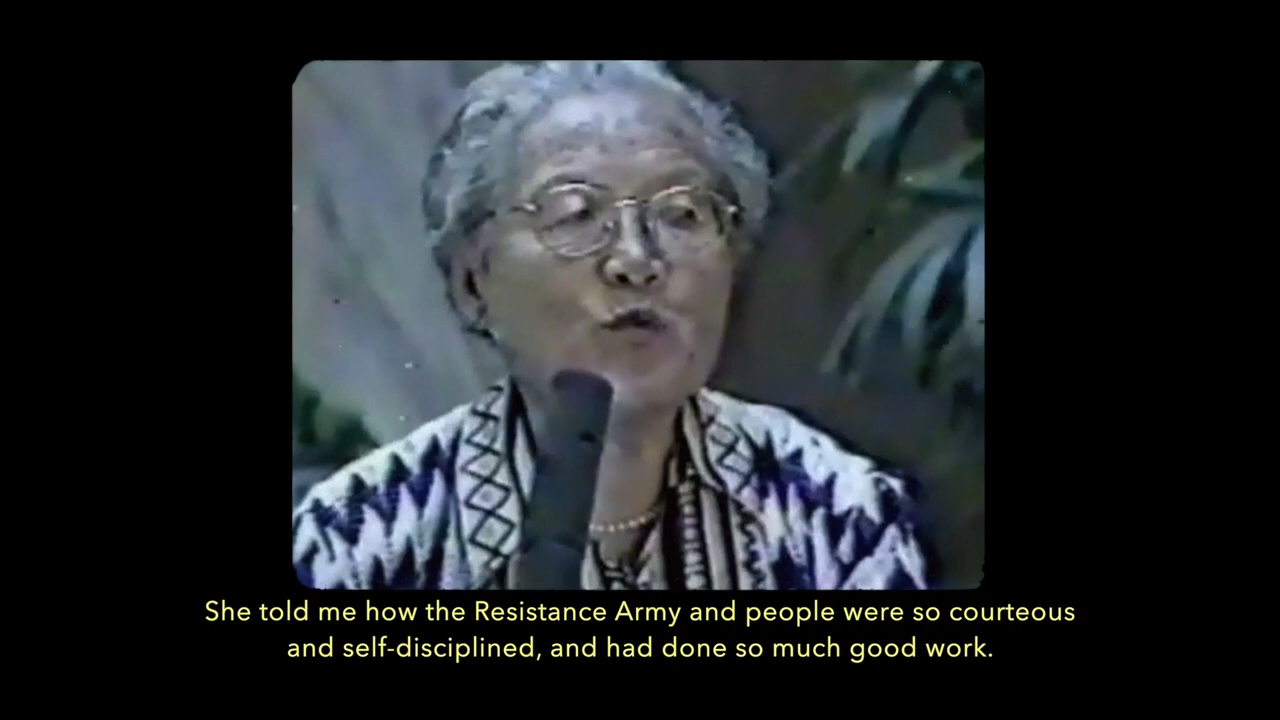 She told me how the Resistance Army and people were so courteous
and self-disciplined, and had done so much good work.